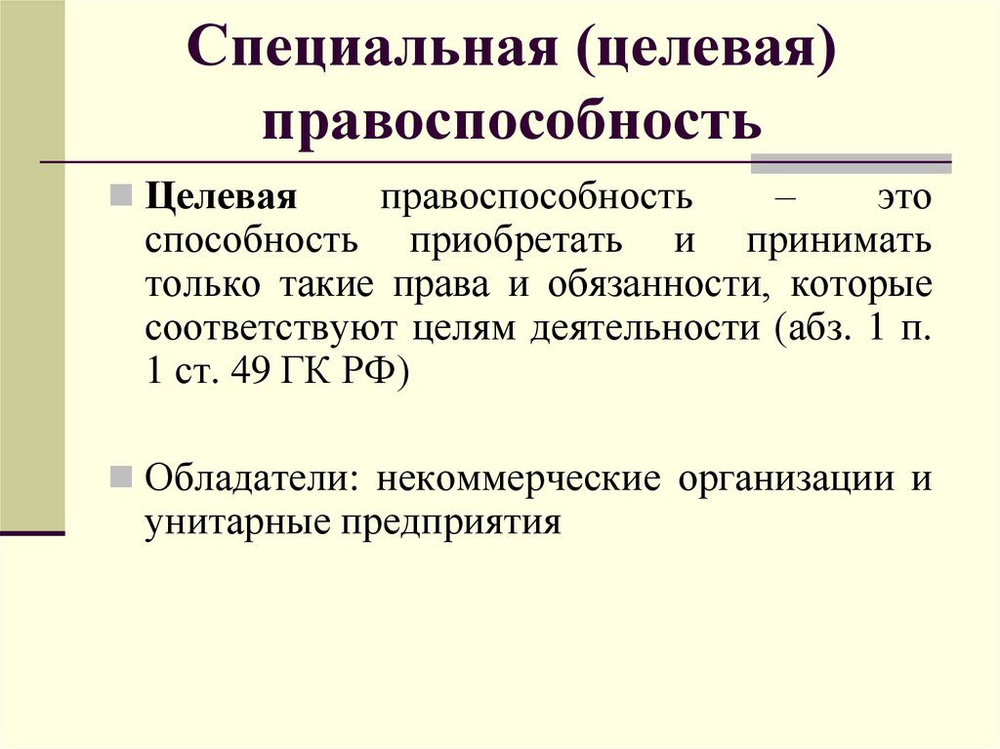 Специальная (целевая)
правоспособность
Целевая правоспособность – это
способность приобретать и принимать
только такие права и обязанности, которые
соответствуют целям деятельности (абз. 1 п.
1 ст. 49 ГК РФ)
Обладатели: некоммерческие организации и
унитарные предприятия